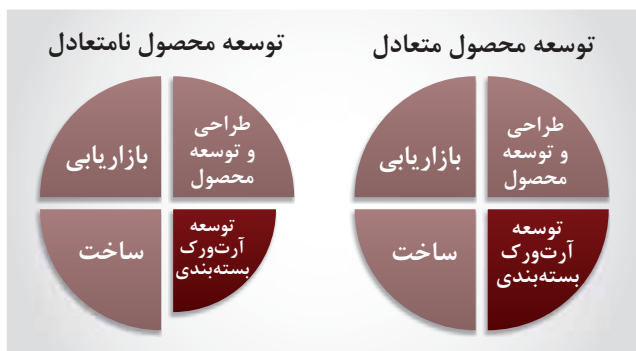 توسعه محصول متعادل
طراحی
و توسعه
محصول
بازاریابی
توسعه
آرت‌ورک
بسته‌بندی
ساخت
توسعه محصول نامتعادل
طراحی
و توسعه
محصول
بازاریابی
توسعه
آرت‌ورک
بسته‌بندی
ساخت